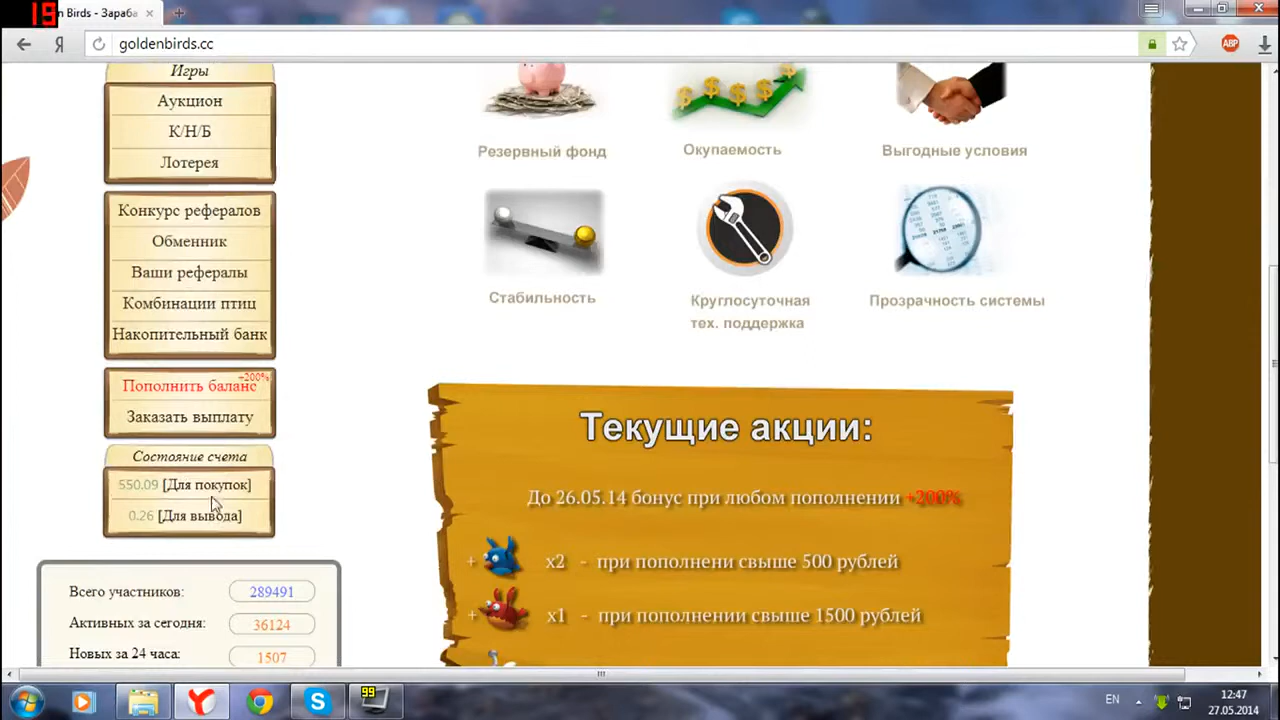 19
n Birds - Зараба
goldenbirds.cc
ABP
Игры
Аукцион
К/Н/Б
Лотерея
Конкурс рефералов
Обменник
Ваши рефералы
Комбинации птиц
Накопительный банк
Пополнить баланс +200%
Заказать выплату
Состояние счета
550.09 [Для покупок]
0.26 [Для вывода]
Всего участников: 289491
Активных за сегодня: 36124
Новых за 24 часа: 1507
Резервный фонд
Окупаемость
Выгодные условия
Стабильность
Круглосуточная
тех. поддержка
Прозрачность системы
Текущие акции:
До 26.05.14 бонус при любом пополнении +200%
+ x2 - при пополнени свыше 500 рублей
+ x1 - при пополнении свыше 1500 рублей
99
EN
12:47
27.05.2014